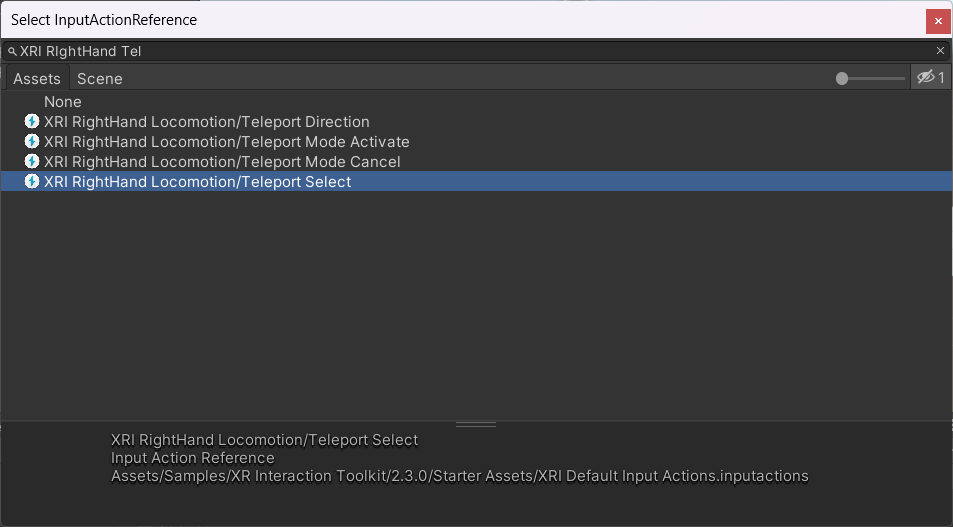 Select InputActionReference
XRI RIghtHand Tel
Assets Scene 1
None
XRI RightHand Locomotion/Teleport Direction
XRI RightHand Locomotion/Teleport Mode Activate
XRI RightHand Locomotion/Teleport Mode Cancel
XRI RightHand Locomotion/Teleport Select
XRI RightHand Locomotion/Teleport Select
Input Action Reference
Assets/Samples/XR Interaction Toolkit/2.3.0/Starter Assets/XRI Default Input Actions.inputactions